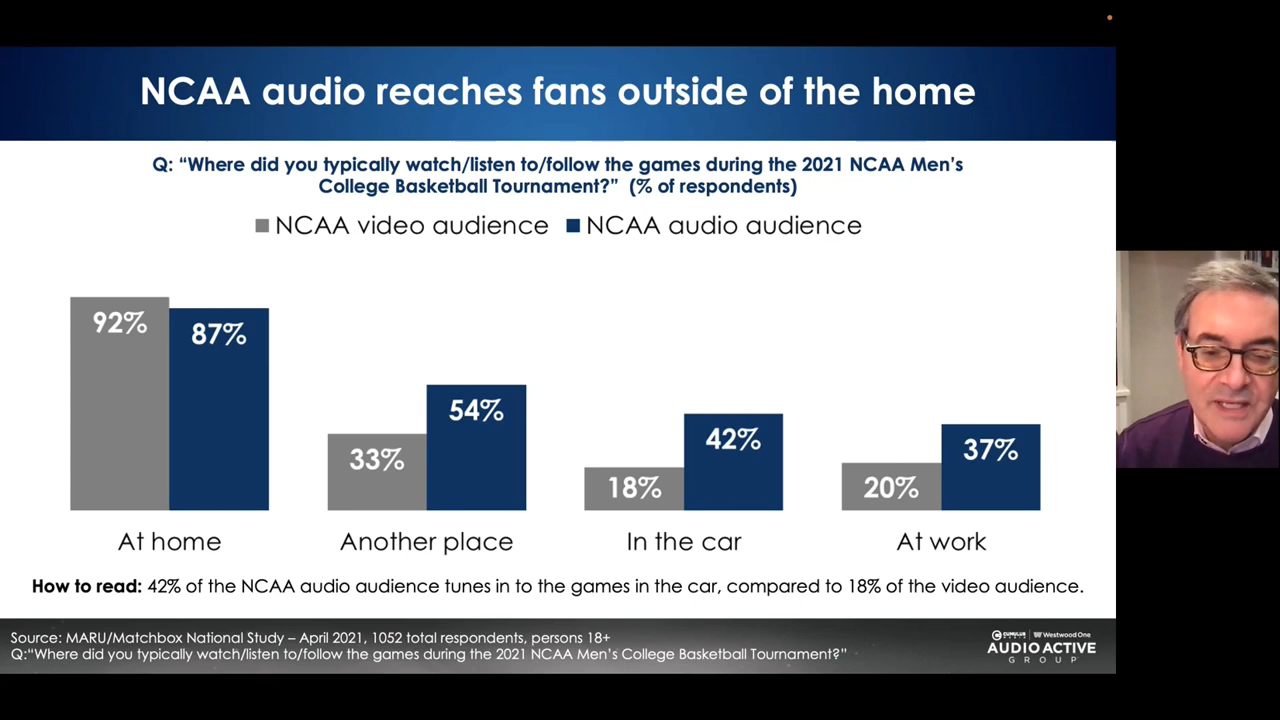 NCAA audio reaches fans outside of the home
Q: “Where did you typically watch/listen to/follow the games during the 2021 NCAA Men’s
College Basketball Tournament?” (% of respondents)
NCAA video audience NCAA audio audience
92% 87% 33% 54% 18% 42% 20% 37%
At home Another place In the car At work
How to read: 42% of the NCAA audio audience tunes in to the games in the car, compared to 18% of the video audience.
Source: MARU/Matchbox National Study – April 2021, 1052 total respondents, persons 18+
Q:“Where did you typically watch/listen to/follow the games during the 2021 NCAA Men’s College Basketball Tournament?”
CUMULUS MEDIA | Westwood One
AUDIO ACTIVE
GROUP